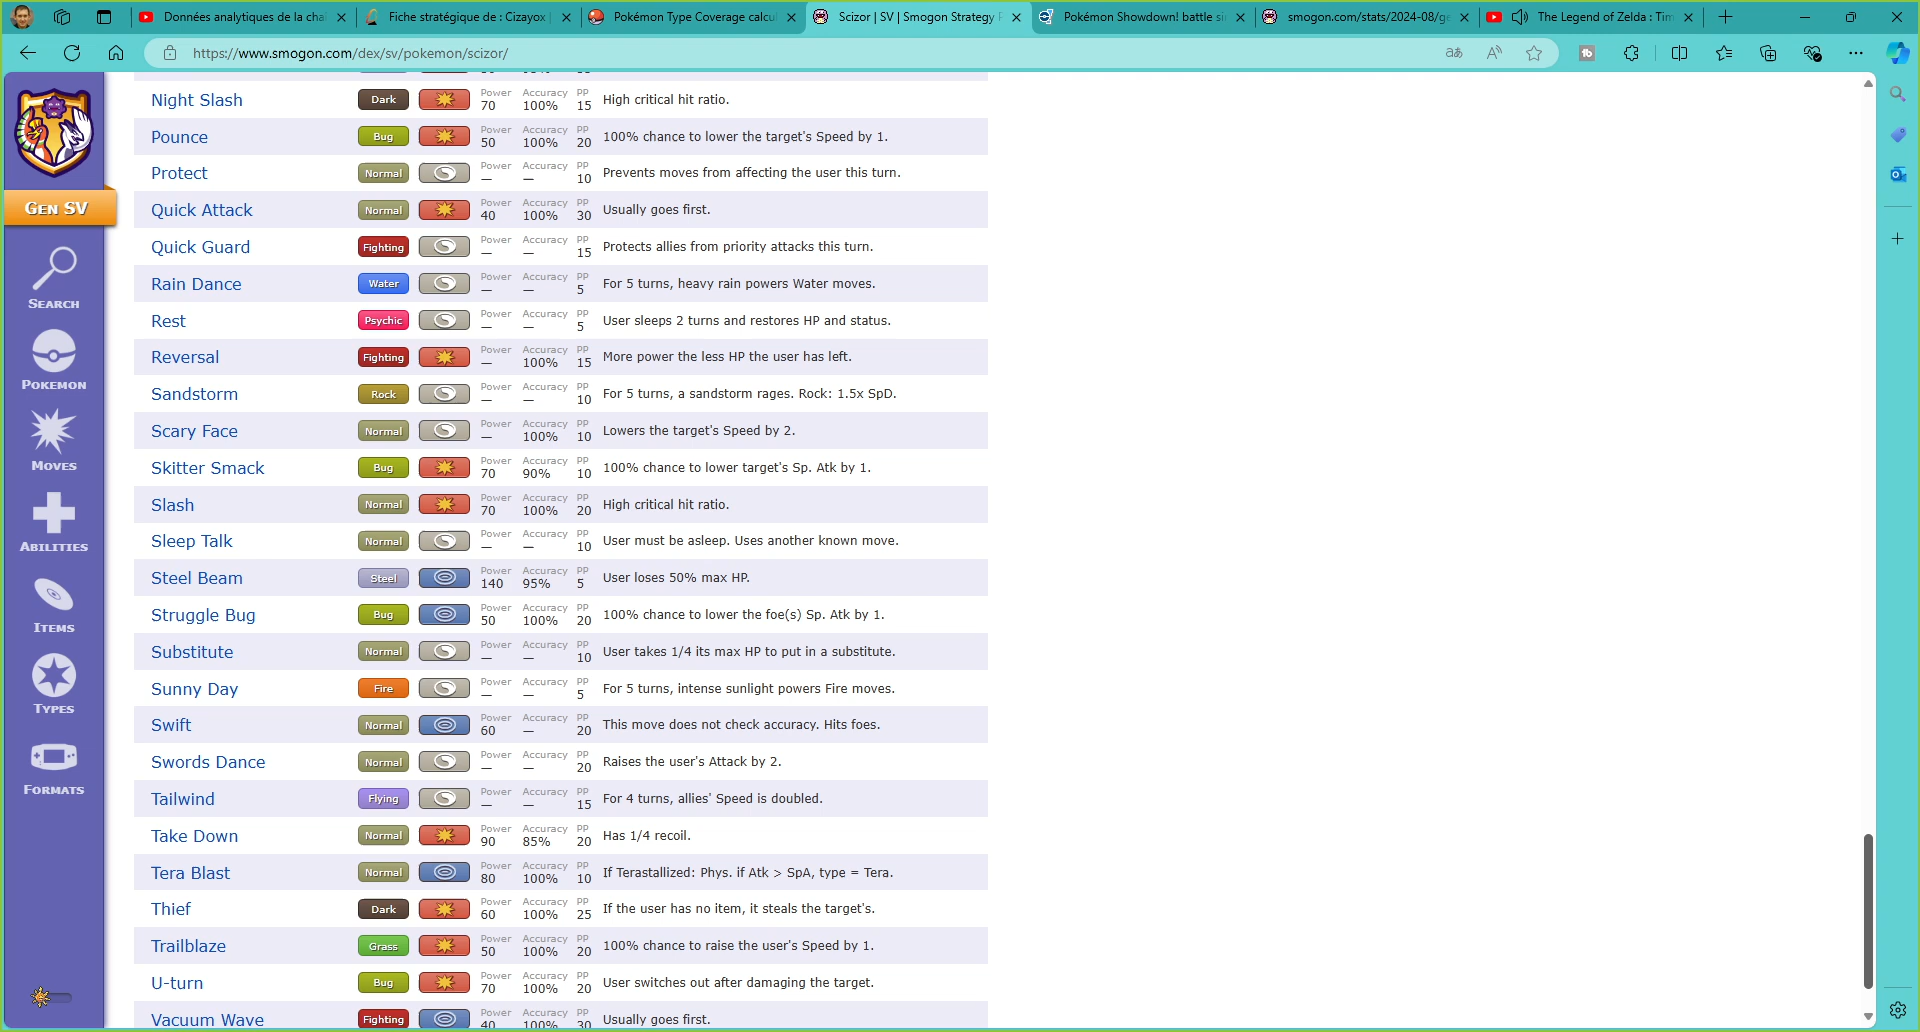 Données analytiques de la cha
Fiche stratégique de : Cizayox |
Pokémon Type Coverage calcu
Scizor | SV | Smogon Strategy P
Pokémon Showdown! battle si
smogon.com/stats/2024-08/ge
The Legend of Zelda : Tim
https://www.smogon.com/dex/sv/pokemon/scizor/
GEN SV
SEARCH
POKEMON
MOVES
ABILITIES
ITEMS
TYPES
FORMATS
Night Slash Dark Power 70 Accuracy 100% PP 15 High critical hit ratio.
Pounce Bug Power 50 Accuracy 100% PP 20 100% chance to lower the target's Speed by 1.
Protect Normal Power — Accuracy — PP 10 Prevents moves from affecting the user this turn.
Quick Attack Normal Power 40 Accuracy 100% PP 30 Usually goes first.
Quick Guard Fighting Power — Accuracy — PP 15 Protects allies from priority attacks this turn.
Rain Dance Water Power — Accuracy — PP 5 For 5 turns, heavy rain powers Water moves.
Rest Psychic Power — Accuracy — PP 5 User sleeps 2 turns and restores HP and status.
Reversal Fighting Power — Accuracy 100% PP 15 More power the less HP the user has left.
Sandstorm Rock Power — Accuracy — PP 10 For 5 turns, a sandstorm rages. Rock: 1.5x SpD.
Scary Face Normal Power — Accuracy 100% PP 10 Lowers the target's Speed by 2.
Skitter Smack Bug Power 70 Accuracy 90% PP 10 100% chance to lower target's Sp. Atk by 1.
Slash Normal Power 70 Accuracy 100% PP 20 High critical hit ratio.
Sleep Talk Normal Power — Accuracy — PP 10 User must be asleep. Uses another known move.
Steel Beam Steel Power 140 Accuracy 95% PP 5 User loses 50% max HP.
Struggle Bug Bug Power 50 Accuracy 100% PP 20 100% chance to lower the foe(s) Sp. Atk by 1.
Substitute Normal Power — Accuracy — PP 10 User takes 1/4 its max HP to put in a substitute.
Sunny Day Fire Power — Accuracy — PP 5 For 5 turns, intense sunlight powers Fire moves.
Swift Normal Power 60 Accuracy — PP 20 This move does not check accuracy. Hits foes.
Swords Dance Normal Power — Accuracy — PP 20 Raises the user's Attack by 2.
Tailwind Flying Power — Accuracy — PP 15 For 4 turns, allies' Speed is doubled.
Take Down Normal Power 90 Accuracy 85% PP 20 Has 1/4 recoil.
Tera Blast Normal Power 80 Accuracy 100% PP 10 If Terastallized: Phys. if Atk > SpA, type = Tera.
Thief Dark Power 60 Accuracy 100% PP 25 If the user has no item, it steals the target's.
Trailblaze Grass Power 50 Accuracy 100% PP 20 100% chance to raise the user's Speed by 1.
U-turn Bug Power 70 Accuracy 100% PP 20 User switches out after damaging the target.
Vacuum Wave Fighting Power 40 Accuracy 100% PP 30 Usually goes first.